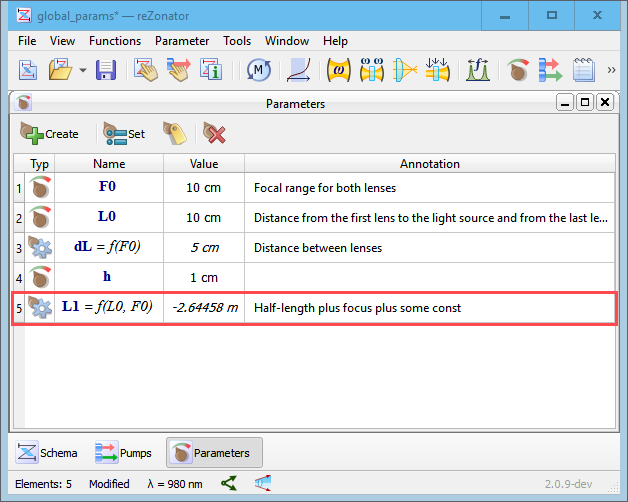 global_params* — reZonator
File View Functions Parameter Tools Window Help
Parameters
Create Set
Typ Name Value Annotation
1 F0 10 cm Focal range for both lenses
2 L0 10 cm Distance from the first lens to the light source and from the last le...
3 dL = f(F0) 5 cm Distance between lenses
4 h 1 cm
5 L1 = f(L0, F0) -2.64458 m Half-length plus focus plus some const
Schema Pumps Parameters
Elements: 5 Modified λ = 980 nm 2.0.9-dev